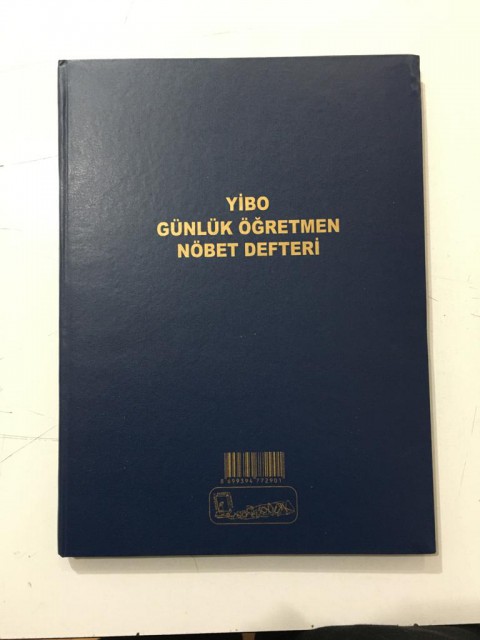 YİBO
GÜNLÜK ÖĞRETMEN
NÖBET DEFTERİ